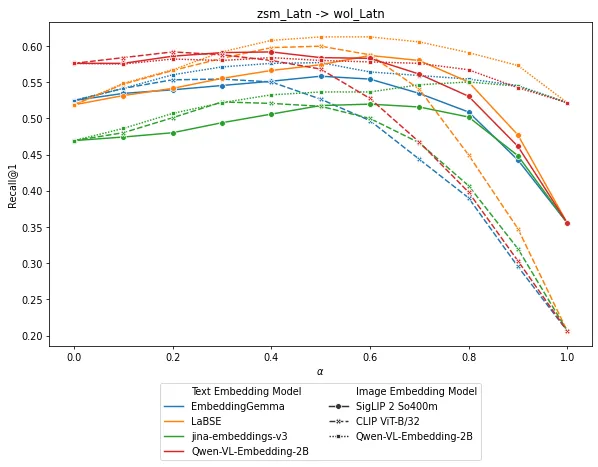 zsm_Latn -> wol_Latn
Recall@1
0.60
0.55
0.50
0.45
0.40
0.35
0.30
0.25
0.20
0.0 0.2 0.4 0.6 0.8 1.0
α
Text Embedding Model Image Embedding Model
EmbeddingGemma SigLIP 2 So400m
LaBSE CLIP ViT-B/32
jina-embeddings-v3 Qwen-VL-Embedding-2B
Qwen-VL-Embedding-2B